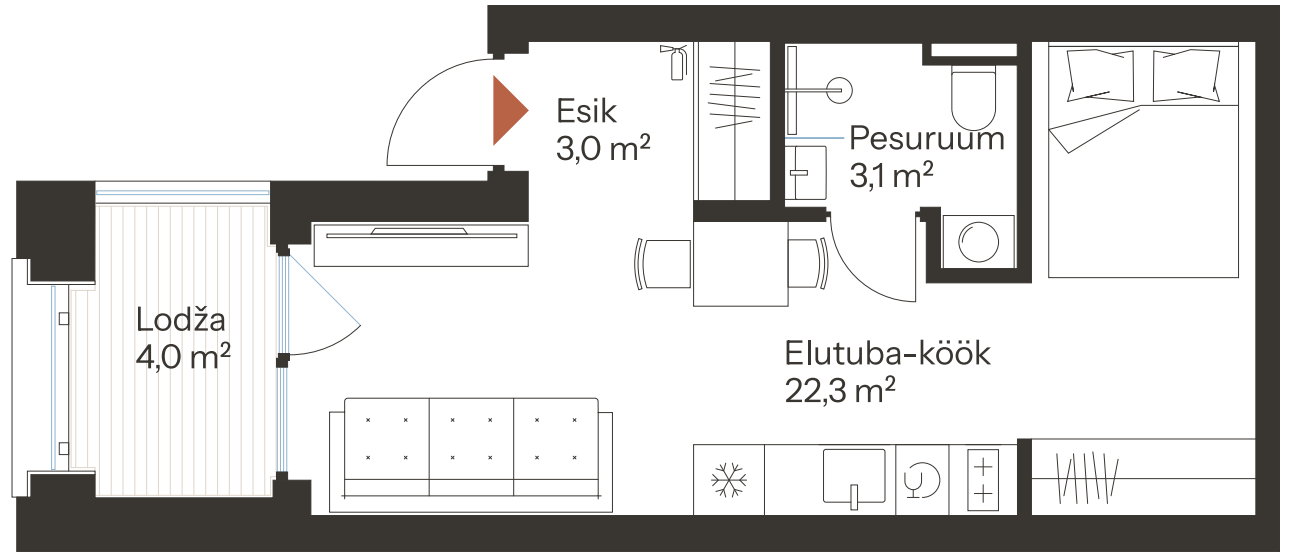 Esik
3,0 m²
Pesuruum
3,1 m²
Lodža
4,0 m²
Elutuba-köök
22,3 m²